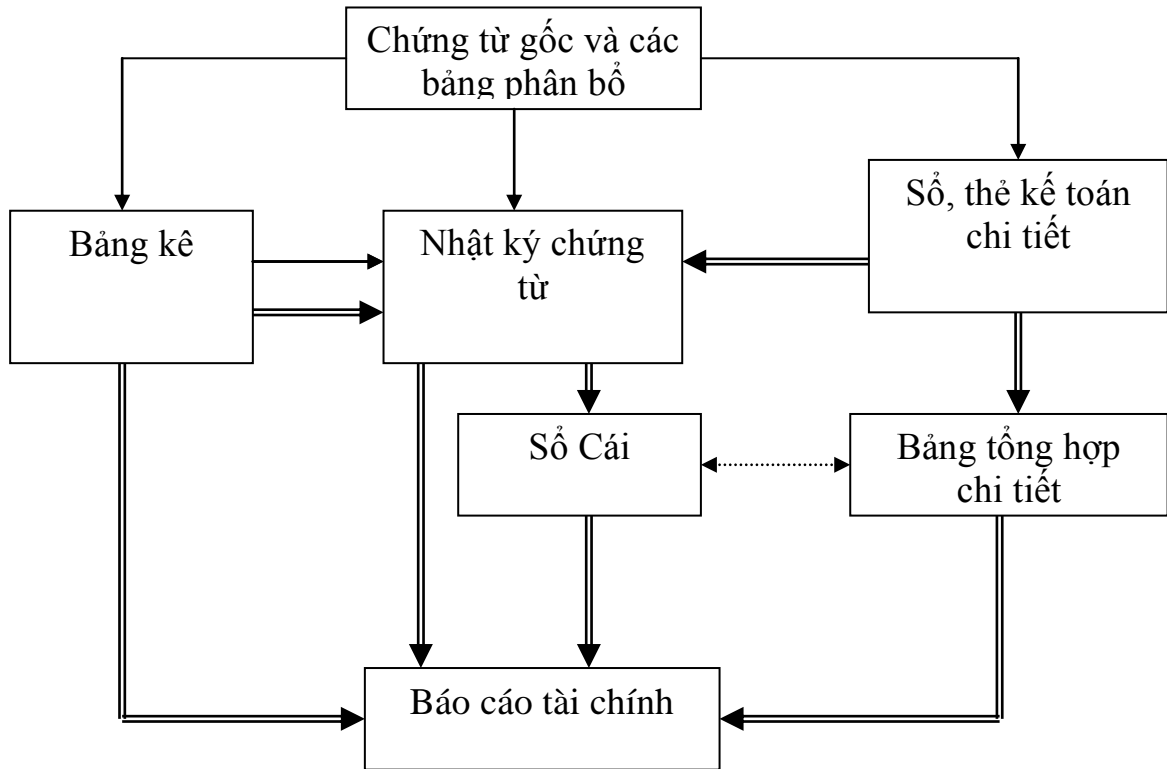 Chứng từ gốc và các
bảng phân bổ
Sổ, thẻ kế toán
chi tiết
Bảng kê
Nhật ký chứng
từ
Sổ Cái
Bảng tổng hợp
chi tiết
Báo cáo tài chính